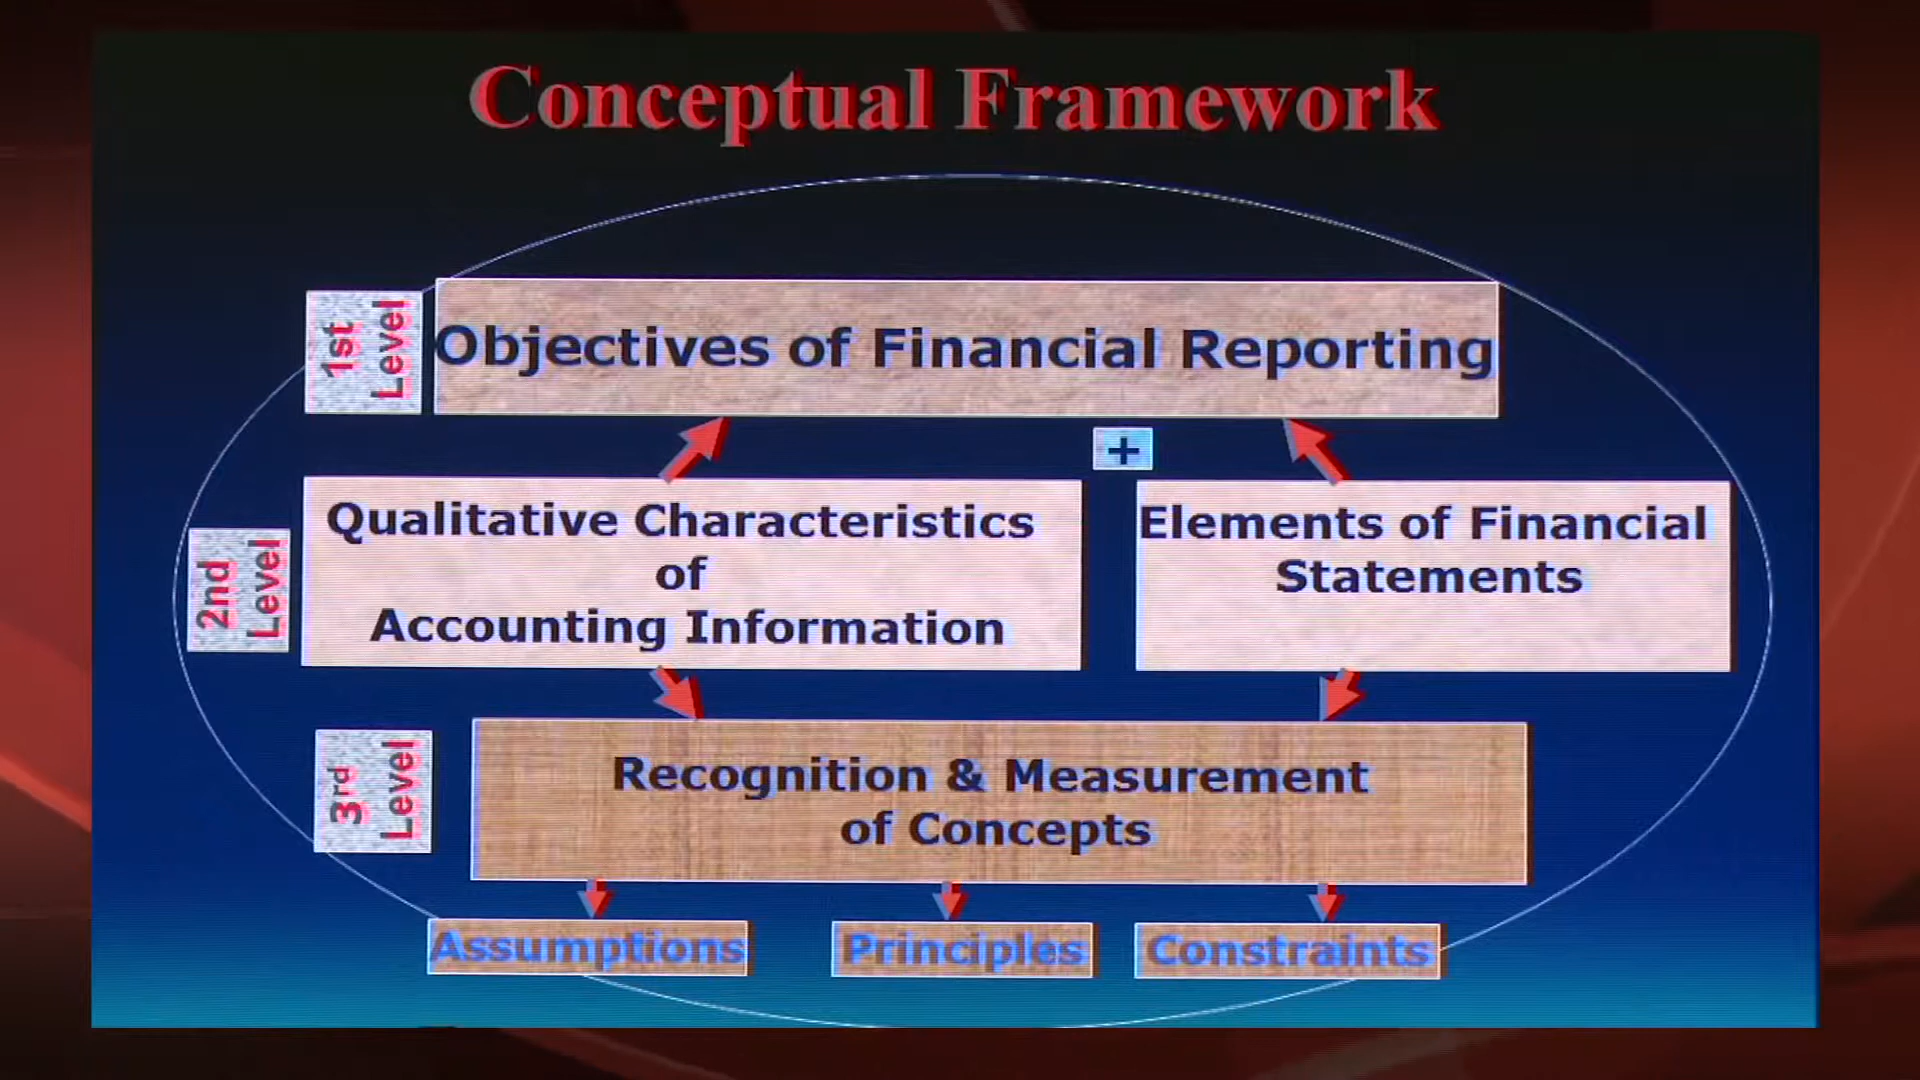 Conceptual Framework
1st
Level
Objectives of Financial Reporting
+
2nd
Level
Qualitative Characteristics
of
Accounting Information
Elements of Financial
Statements
3rd
Level
Recognition & Measurement
of Concepts
Assumptions
Principles
Constraints